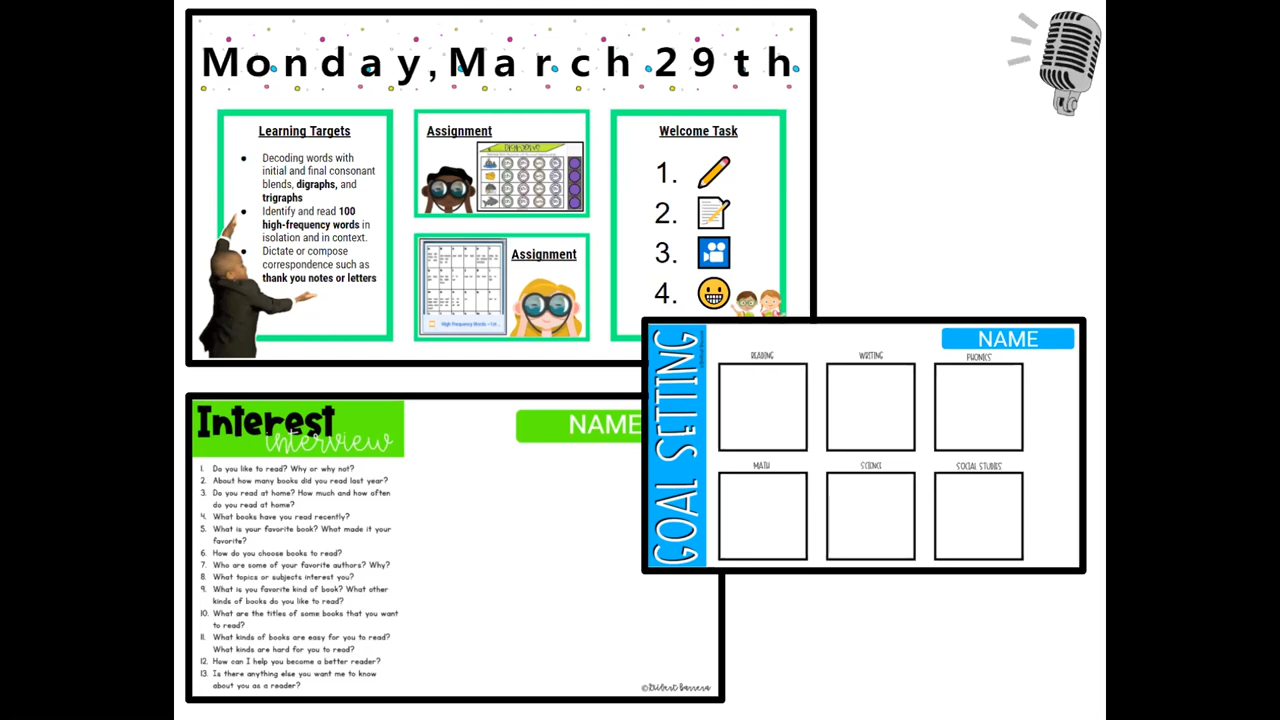 Monday, March 29th
Learning Targets
● Decoding words with
initial and final consonant
blends, digraphs, and
trigraphs
● Identify and read 100
high-frequency words in
isolation and in context.
● Dictate or compose
correspondence such as
thank you notes or letters
Assignment
Assignment
High Frequency Words -1st...
Welcome Task
1.
2.
3.
4.
GOAL SETTING
NAME
READING
WRITING
PHONICS
MATH
SCIENCE
SOCIAL STUDIES
Interest
interview
NAME
1. Do you like to read? Why or why not?
2. About how many books did you read last year?
3. Do you read at home? How much and how often
do you read at home?
4. What books have you read recently?
5. What is your favorite book? What made it your
favorite?
6. How do you choose books to read?
7. Who are some of your favorite authors? Why?
8. What topics or subjects interest you?
9. What is you favorite kind of book? What other
kinds of books do you like to read?
10. What are the titles of some books that you want
to read?
11. What kinds of books are easy for you to read?
What kinds are hard for you to read?
12. How can I help you become a better reader?
13. Is there anything else you want me to know
about you as a reader?